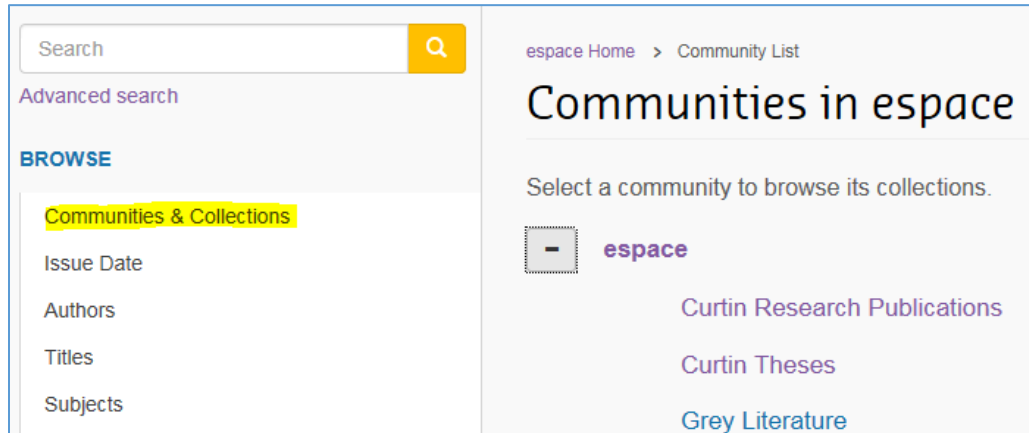 Search
Advanced search
BROWSE
Communities & Collections
Issue Date
Authors
Titles
Subjects
espace Home > Community List
Communities in espace
Select a community to browse its collections.
- espace
Curtin Research Publications
Curtin Theses
Grey Literature